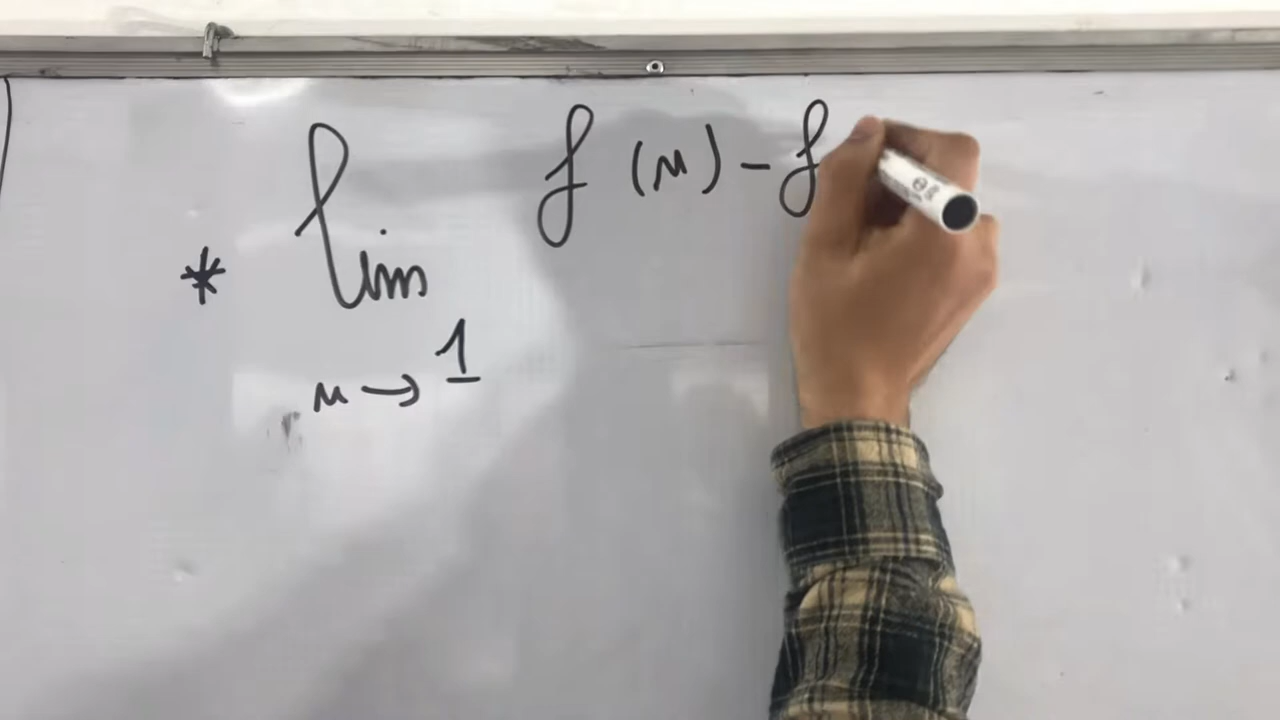 * lim f(x) - f
x → 1